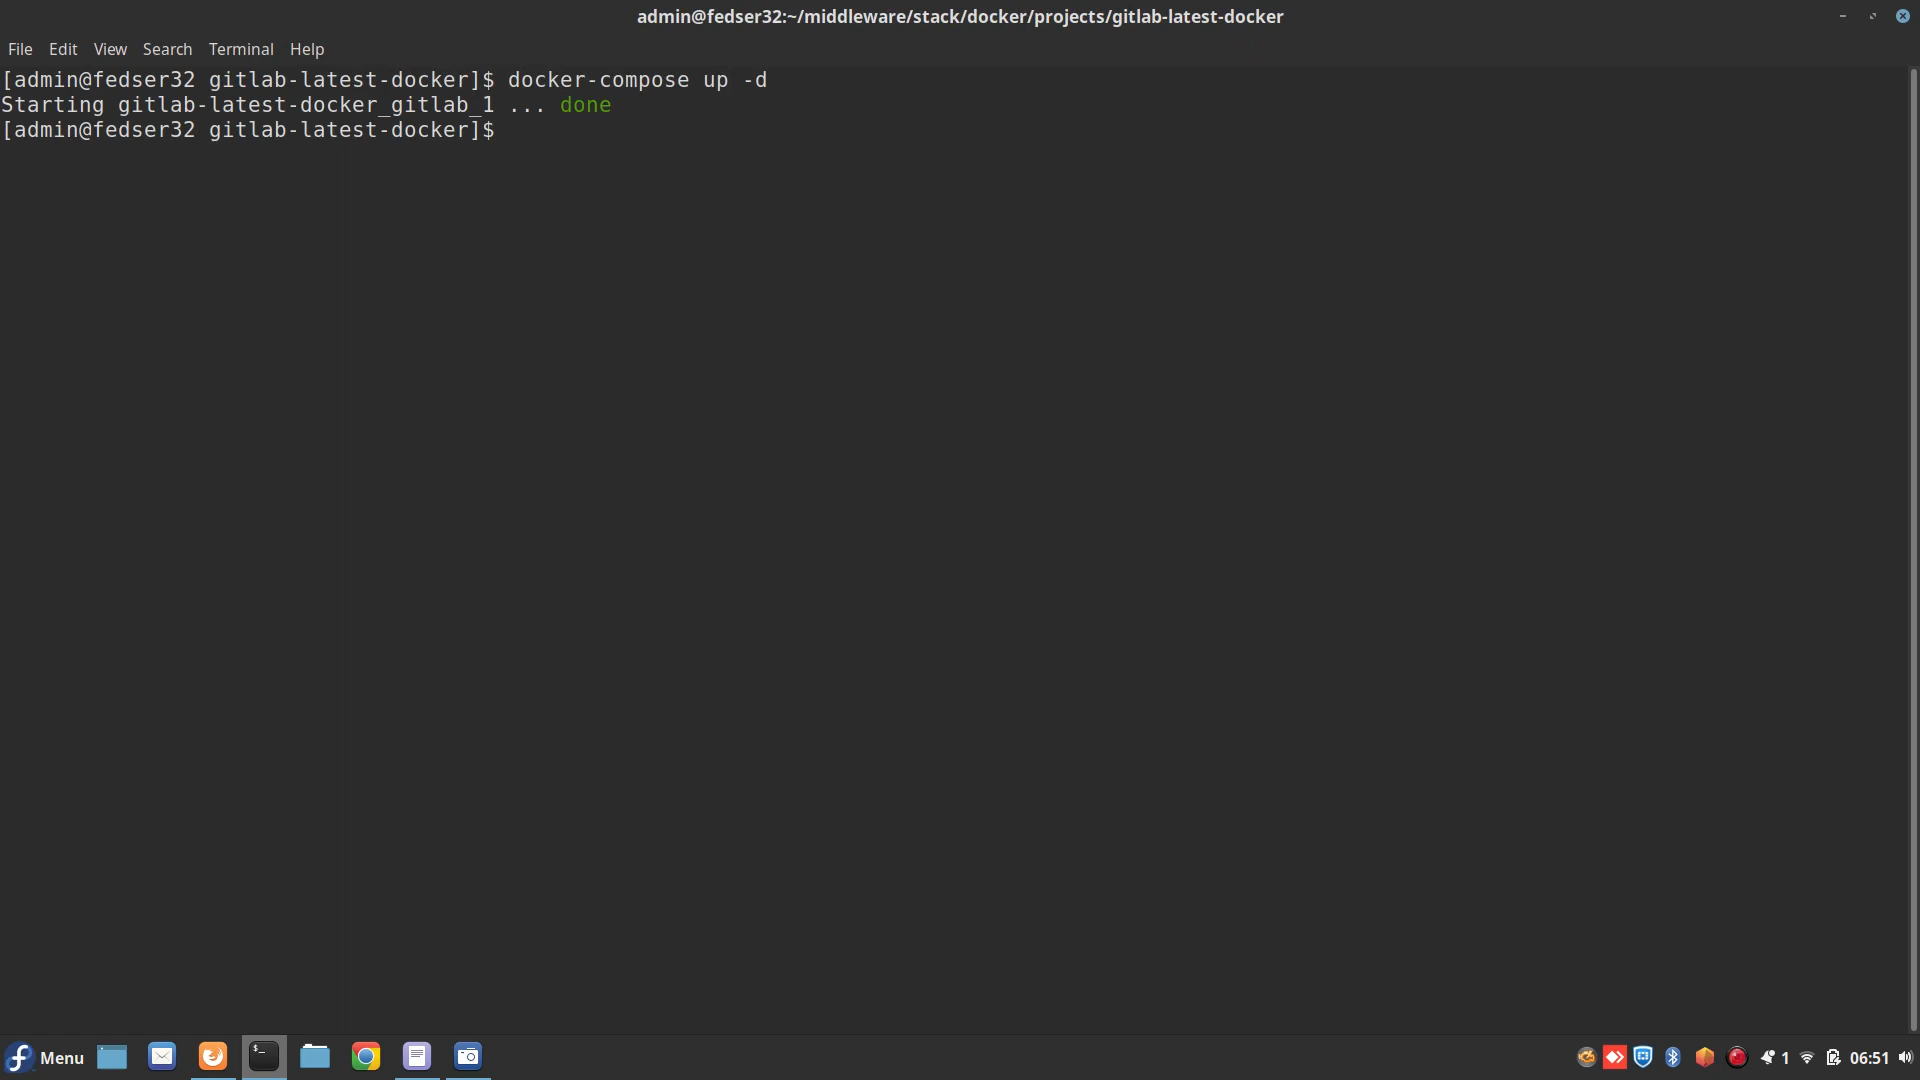 admin@fedser32:~/middleware/stack/docker/projects/gitlab-latest-docker
File Edit View Search Terminal Help
[admin@fedser32 gitlab-latest-docker]$ docker-compose up -d
Starting gitlab-latest-docker_gitlab_1 ... done
[admin@fedser32 gitlab-latest-docker]$
Menu 1 06:51